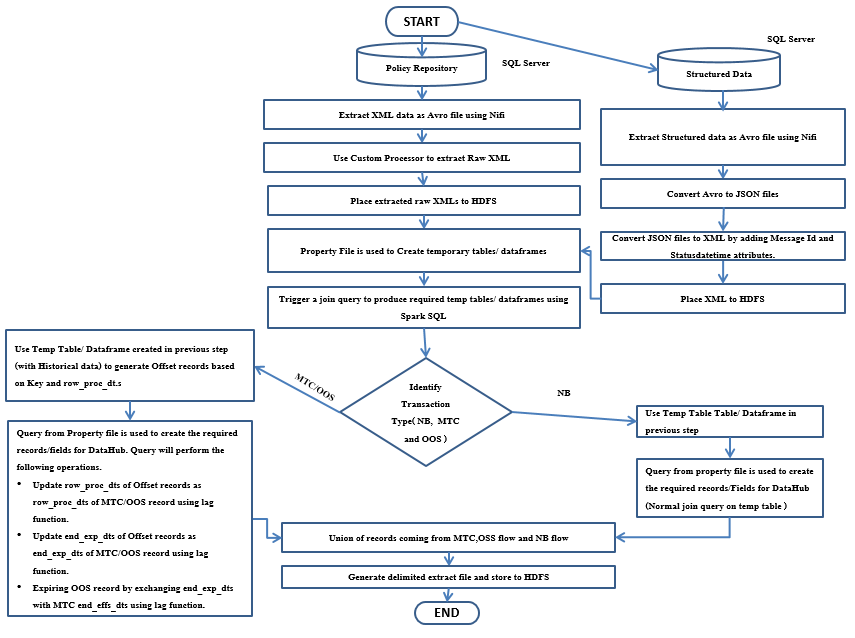 START
SQL Server
Policy Repository
SQL Server
Structured Data
Extract XML data as Avro file using Nifi
Extract Structured data as Avro file using Nifi
Use Custom Processor to extract Raw XML
Convert Avro to JSON files
Place extracted raw XMLs to HDFS
Convert JSON files to XML by adding Message Id and
Statusdatetime attributes.
Property File is used to Create temporary tables/ dataframes
Place XML to HDFS
Trigger a join query to produce required temp tables/ dataframes using
Spark SQL
Use Temp Table/ Dataframe created in previous step
(with Historical data) to generate Offset records based
on Key and row_proc_dt.s
MTC/OOS
Identify
Transaction
Type( NB, MTC
and OOS )
NB
Use Temp Table Table/ Dataframe in
previous step
Query from Property file is used to create the required
records/fields for DataHub. Query will perform the
following operations.
• Update row_proc_dts of Offset records as
row_proc_dts of MTC/OOS record using lag
function.
• Update end_exp_dts of Offset records as
end_exp_dts of MTC/OOS record using lag
function.
• Expiring OOS record by exchanging end_exp_dts
with MTC end_effs_dts using lag function.
Query from property file is used to create
the required records/Fields for DataHub
(Normal join query on temp table )
Union of records coming from MTC,OSS flow and NB flow
Generate delimited extract file and store to HDFS
END